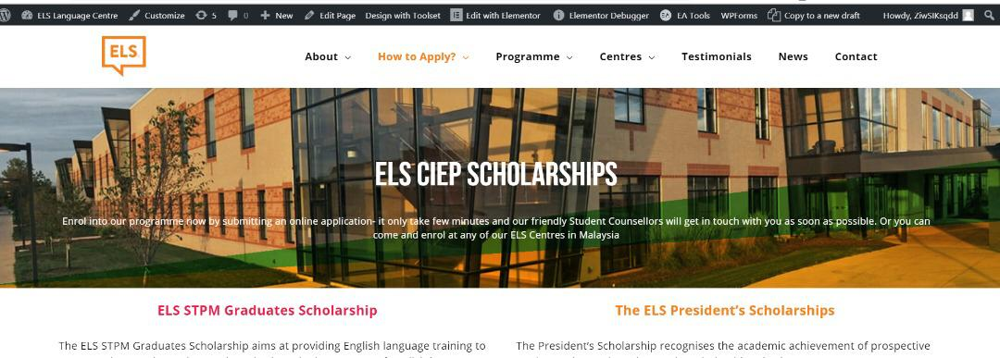 ELS Language Centre Customize 5 0 New Edit Page Design with Toolset Edit with Elementor Elementor Debugger EA EA Tools WPForms Copy to a new draft Howdy, ZiwSIKsqdd
ELS
About How to Apply? Programme Centres Testimonials News Contact
ELS CIEP SCHOLARSHIPS
Enrol into our programme now by submitting an online application- it only take few minutes and our friendly Student Counsellors will get in touch with you as soon as possible. Or you can
come and enrol at any of our ELS Centres in Malaysia
ELS STPM Graduates Scholarship
The ELS STPM Graduates Scholarship aims at providing English language training to
The ELS President's Scholarships
The President's Scholarship recognises the academic achievement of prospective